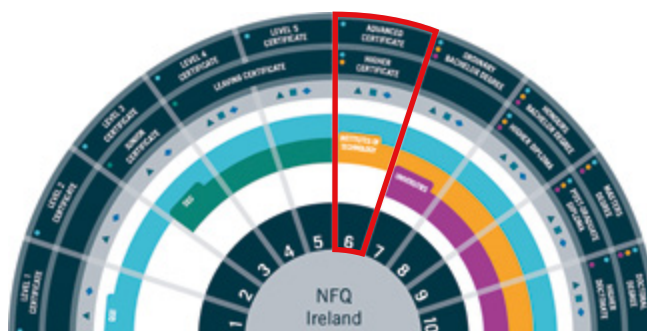 LEVEL 1
CERTIFICATE
LEVEL 2
CERTIFICATE
LEVEL 3
CERTIFICATE
JUNIOR
CERTIFICATE
LEVEL 4
CERTIFICATE
LEVEL 5
CERTIFICATE
LEAVING CERTIFICATE
ADVANCED
CERTIFICATE
HIGHER
CERTIFICATE
ORDINARY
BACHELOR DEGREE
HONOURS
BACHELOR DEGREE
HIGHER DIPLOMA
MASTERS
DEGREE
POST-GRADUATE
DIPLOMA
DOCTORAL
DEGREE
HIGHER
DOCTORATE
INSTITUTES OF
TECHNOLOGY
UNIVERSITIES
1
2
3
4
5
6
7
8
9
10
NFQ
Ireland